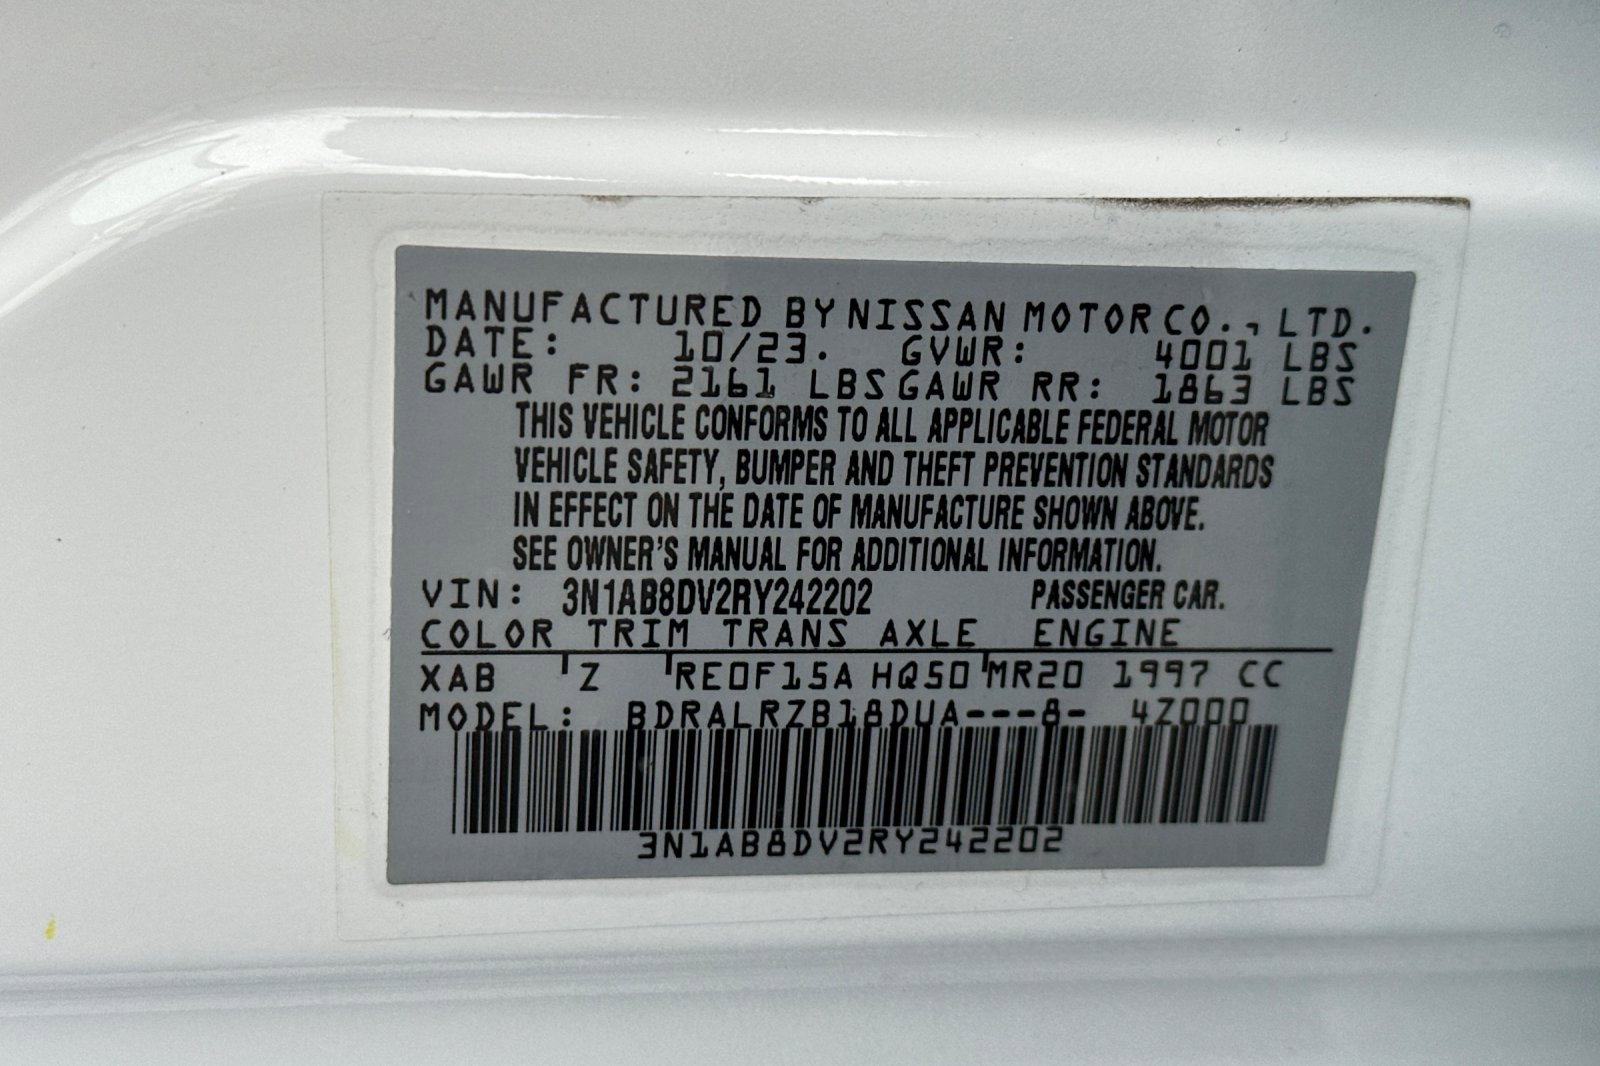 MANUFACTURED BY NISSAN MOTOR CO., LTD.
DATE: 10/23. GVWR: 4001 LBS
GAWR FR: 2161 LBS GAWR RR: 1863 LBS
THIS VEHICLE CONFORMS TO ALL APPLICABLE FEDERAL MOTOR
VEHICLE SAFETY, BUMPER AND THEFT PREVENTION STANDARDS
IN EFFECT ON THE DATE OF MANUFACTURE SHOWN ABOVE.
SEE OWNER'S MANUAL FOR ADDITIONAL INFORMATION.
VIN: 3N1AB8DV2RY242202 PASSENGER CAR.
COLOR TRIM TRANS AXLE ENGINE
XAB Z RE0F15A HQ50 MR20 1997 CC
MODEL: BDRALRZB18DUA---8- 4Z000
3N1AB8DV2RY242202